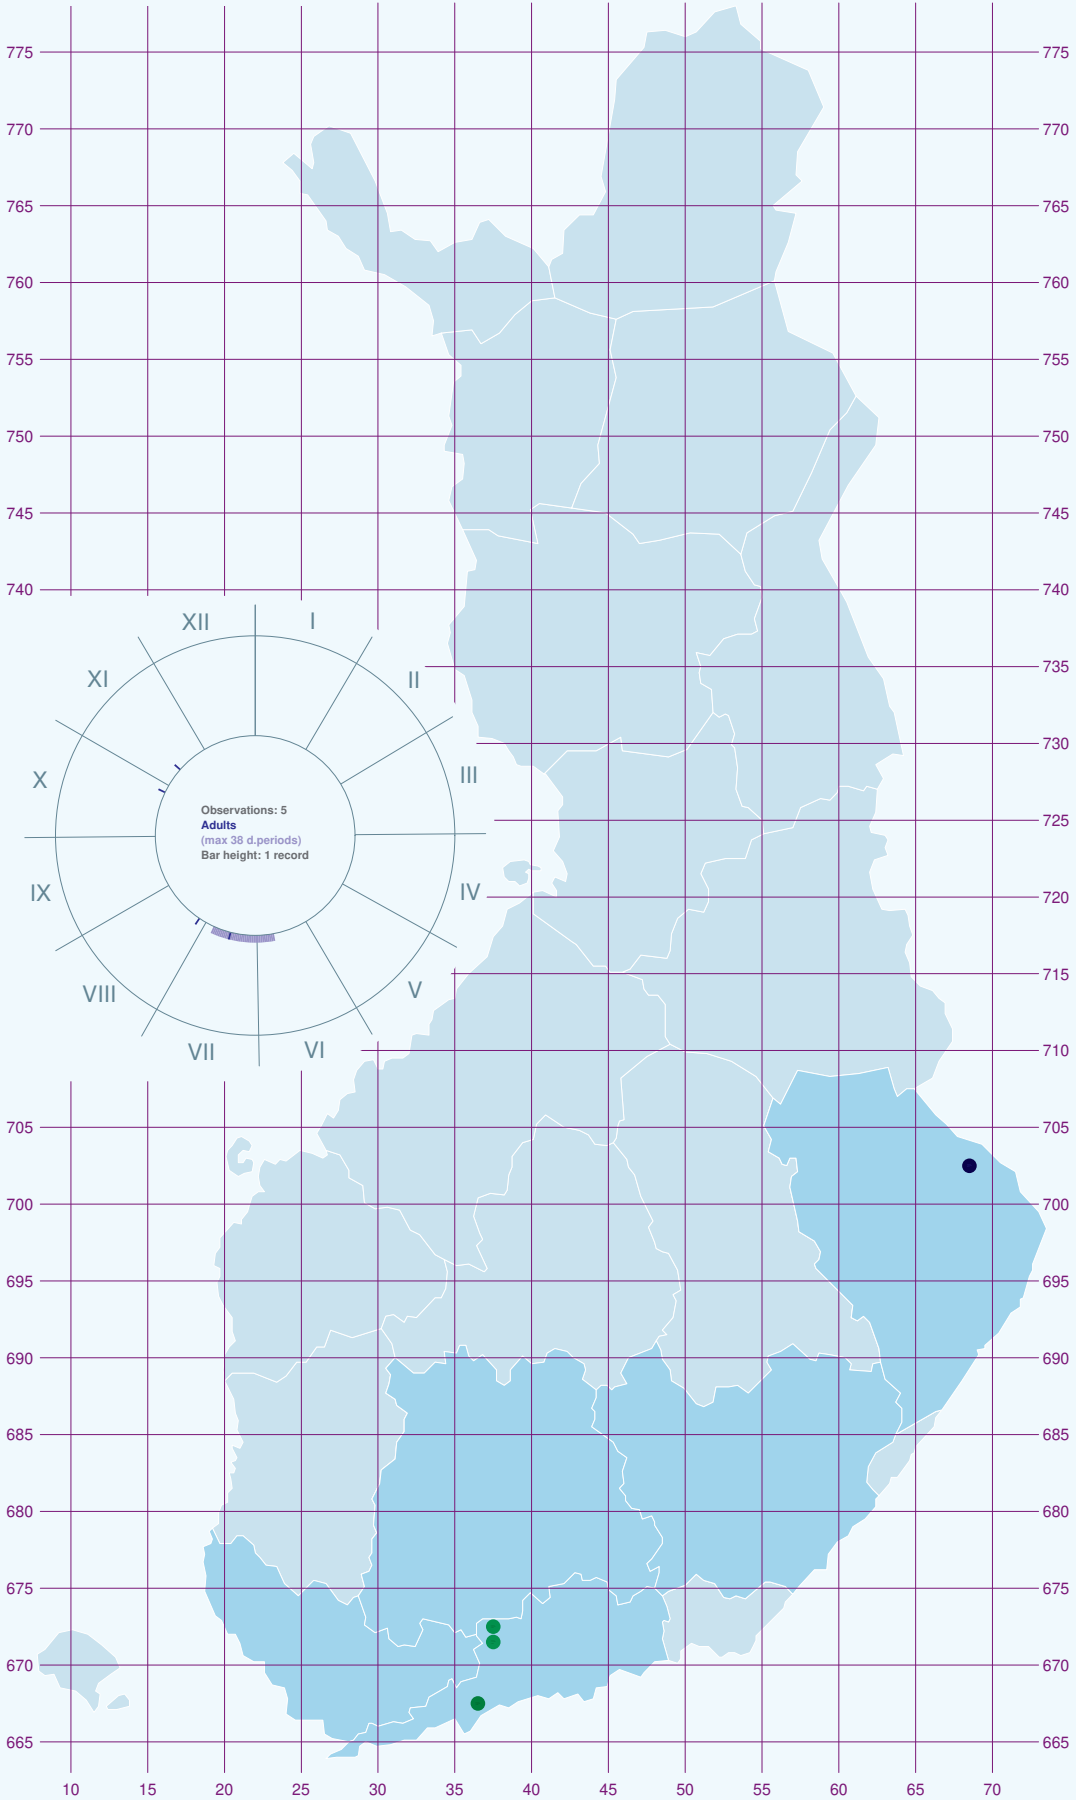 775 775
770 770
765 765
760 760
755 755
750 750
745 745
740 740
XII I
XI II
735
730
X III
Observations: 5
Adults
(max 38 d.periods)
Bar height: 1 record
725
IX IV
720
VIII V
715
VII VI
710
705 705
700 700
695 695
690 690
685 685
680 680
675 675
670 670
665 665
10 15 20 25 30 35 40 45 50 55 60 65 70